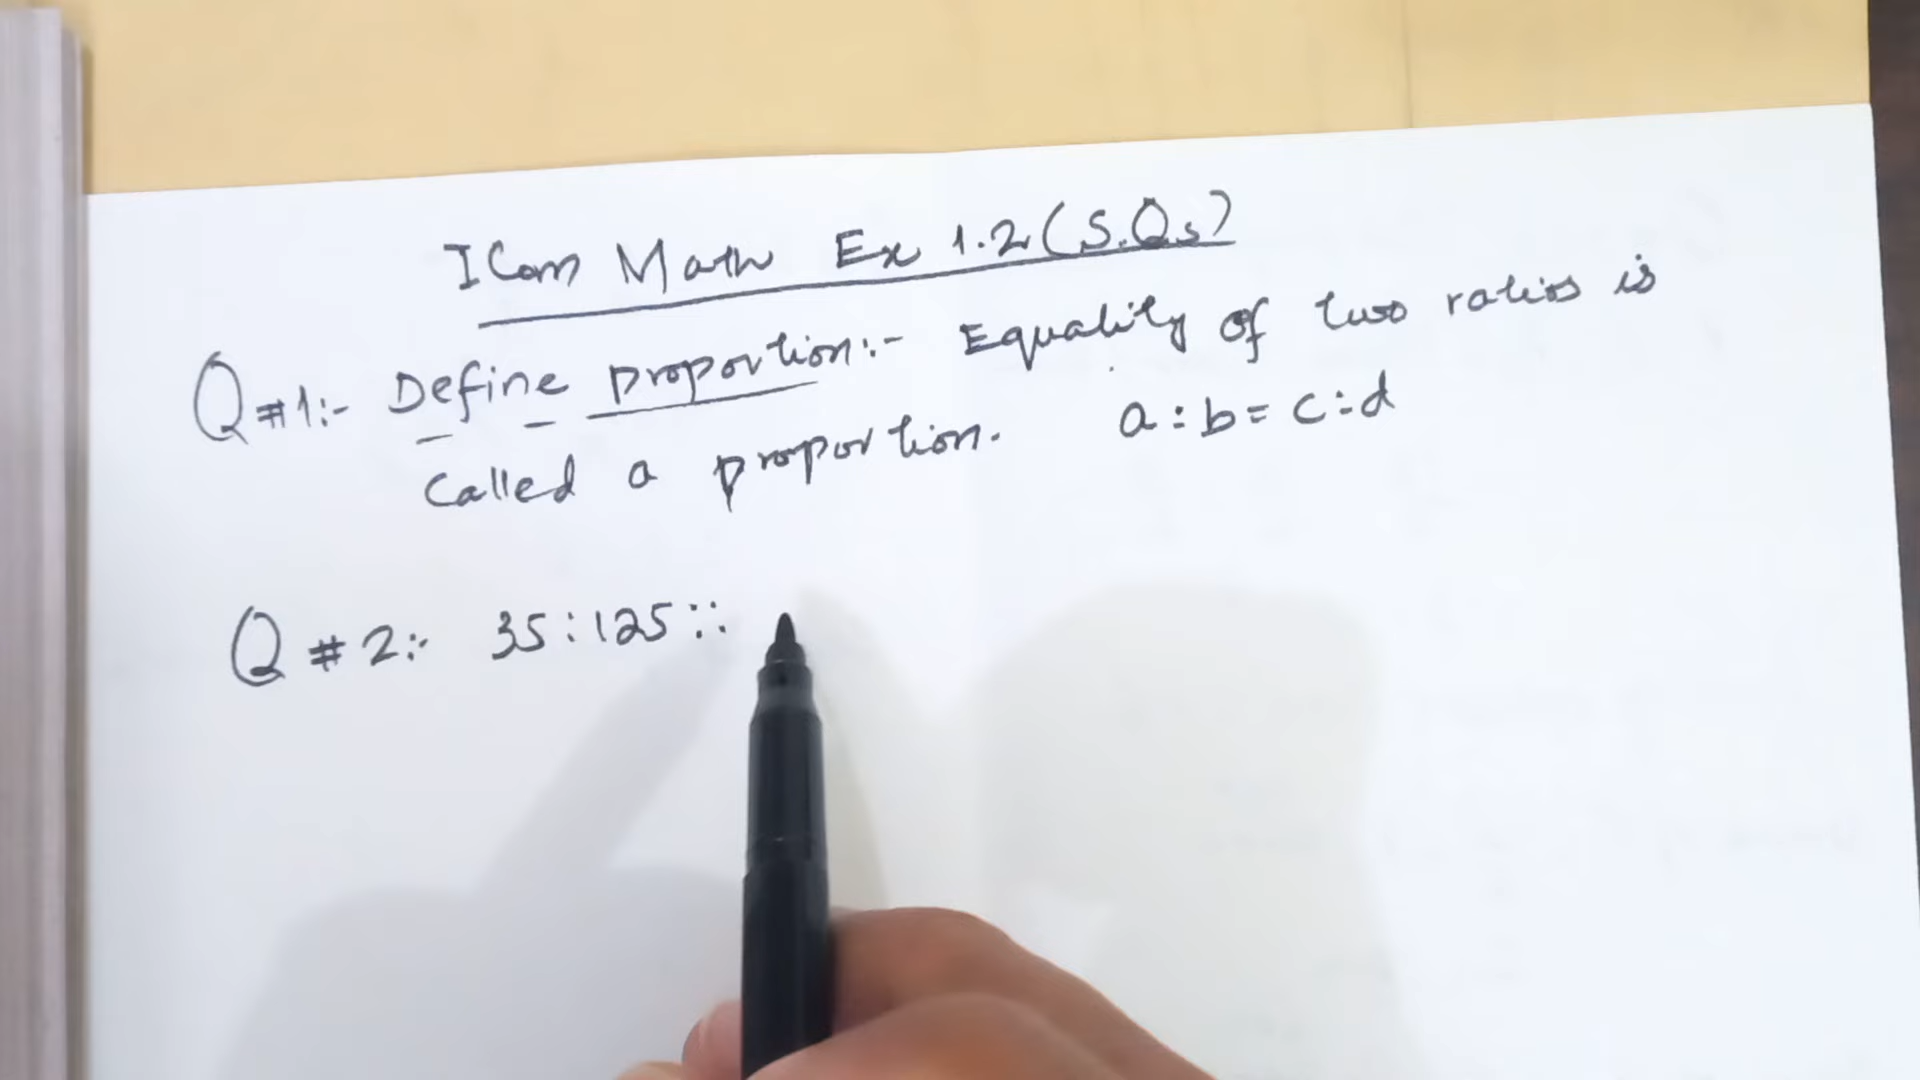 ICom Math Ex 1.2 (S.Qs)
Q#1:- Define proportion:- Equality of two ratios is
Called a proportion. a:b = c:d
Q#2:- 35:125::